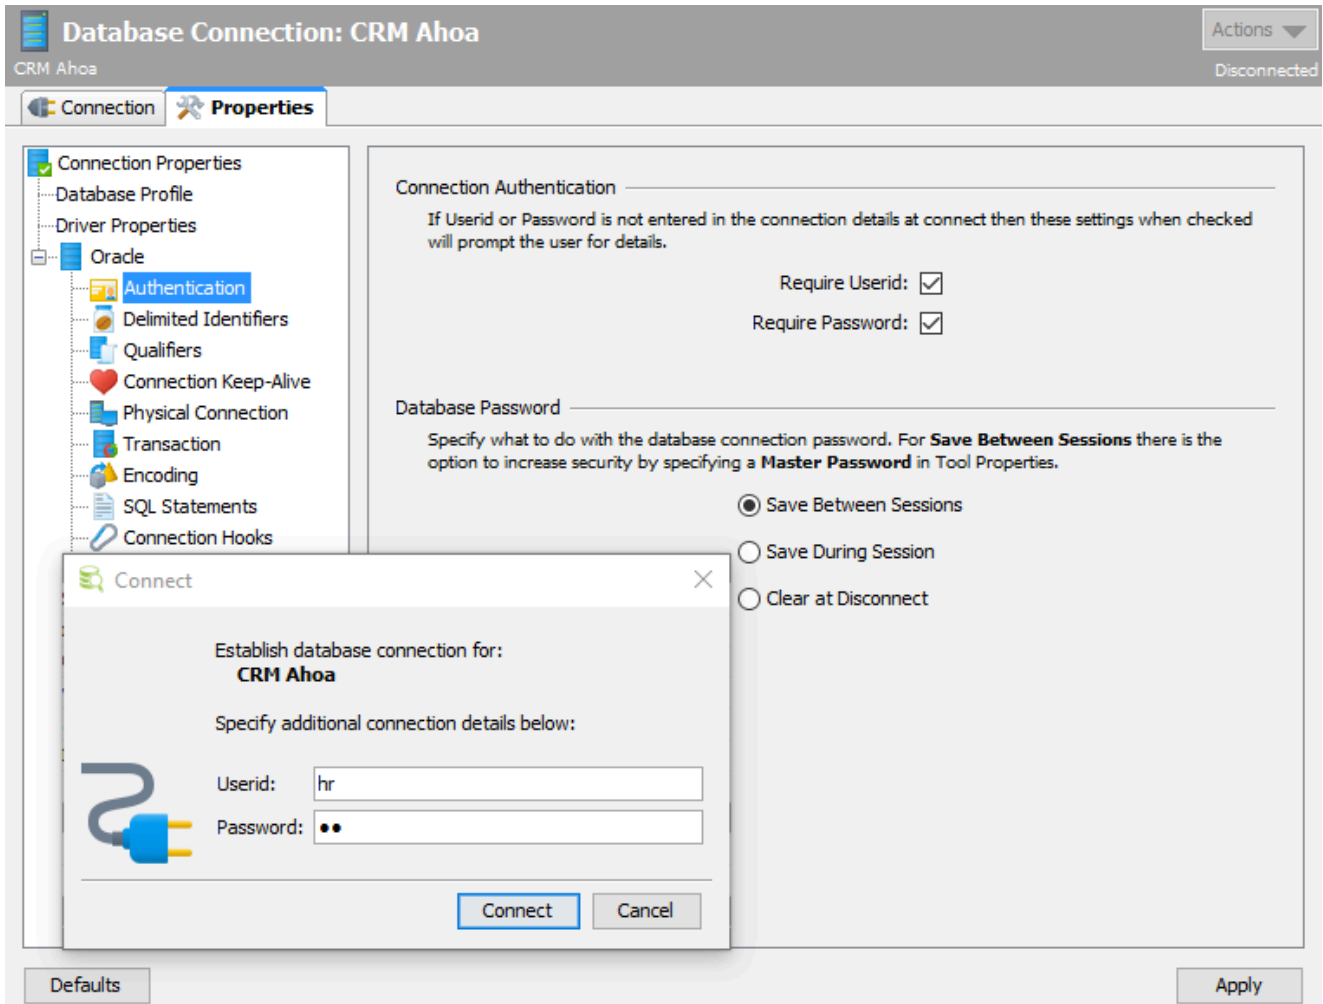 Database Connection: CRM Ahoa
Actions
CRM Ahoa
Disconnected
Connection
Properties
Connection Properties
Database Profile
Driver Properties
Oracle
Authentication
Delimited Identifiers
Qualifiers
Connection Keep-Alive
Physical Connection
Transaction
Encoding
SQL Statements
Connection Hooks
Connection Authentication
If Userid or Password is not entered in the connection details at connect then these settings when checked
will prompt the user for details.
Require Userid:
Require Password:
Database Password
Specify what to do with the database connection password. For Save Between Sessions there is the
option to increase security by specifying a Master Password in Tool Properties.
Save Between Sessions
Save During Session
Clear at Disconnect
Connect
Establish database connection for:
CRM Ahoa
Specify additional connection details below:
Userid: hr
Password: ●●
Connect
Cancel
Defaults
Apply